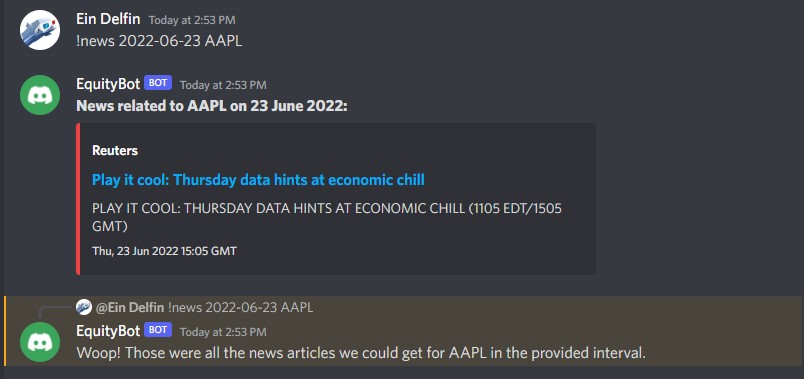 Ein Delfin Today at 2:53 PM
!news 2022-06-23 AAPL
EquityBot BOT Today at 2:53 PM
News related to AAPL on 23 June 2022:
Reuters
Play it cool: Thursday data hints at economic chill
PLAY IT COOL: THURSDAY DATA HINTS AT ECONOMIC CHILL (1105 EDT/1505
GMT)
Thu, 23 Jun 2022 15:05 GMT
@Ein Delfin !news 2022-06-23 AAPL
EquityBot BOT Today at 2:53 PM
Woop! Those were all the news articles we could get for AAPL in the provided interval.